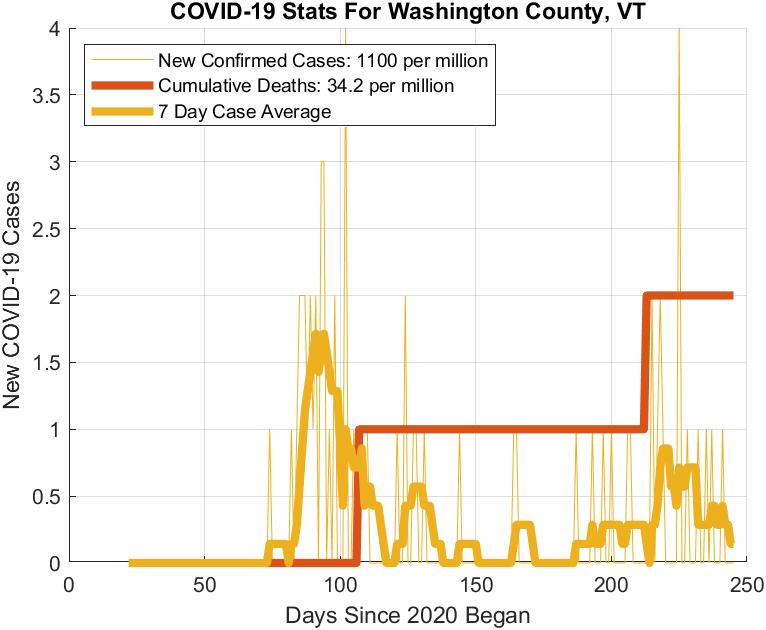 COVID-19 Stats For Washington County, VT
New Confirmed Cases: 1100 per million
Cumulative Deaths: 34.2 per million
7 Day Case Average
New COVID-19 Cases
4
3.5
3
2.5
2
1.5
1
0.5
0
0 50 100 150 200 250
Days Since 2020 Began